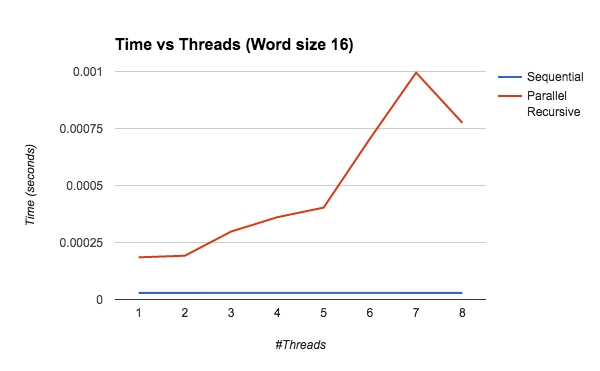 Time vs Threads (Word size 16)
0.001
0.00075
0.0005
0.00025
0
Time (seconds)
1 2 3 4 5 6 7 8
#Threads
Sequential
Parallel
Recursive